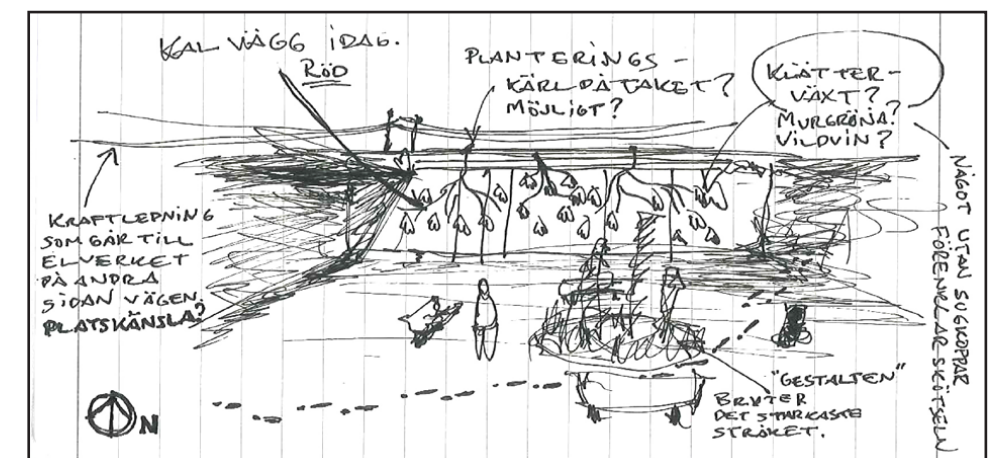 KAL VÄGG IDAG.
RÖD
PLANTERINGS-
KÄRL PÅ TAKET?
MÖJLIGT?
KLÄTTER-
VÄXT?
MURGRÖNA?
VILDVIN?
NÅGOT UTAN SUGKOPPAR
FÖRENKLAR SKÖTSELN
KRAFTLEDNING
SOM GÅR TILL
ELVERKET
PÅ ANDRA
SIDAN VÄGEN.
PLATSKÄNSLA?
"GESTALTEN"
BRYTER
DET STARKASTE
STRÅKET.
N